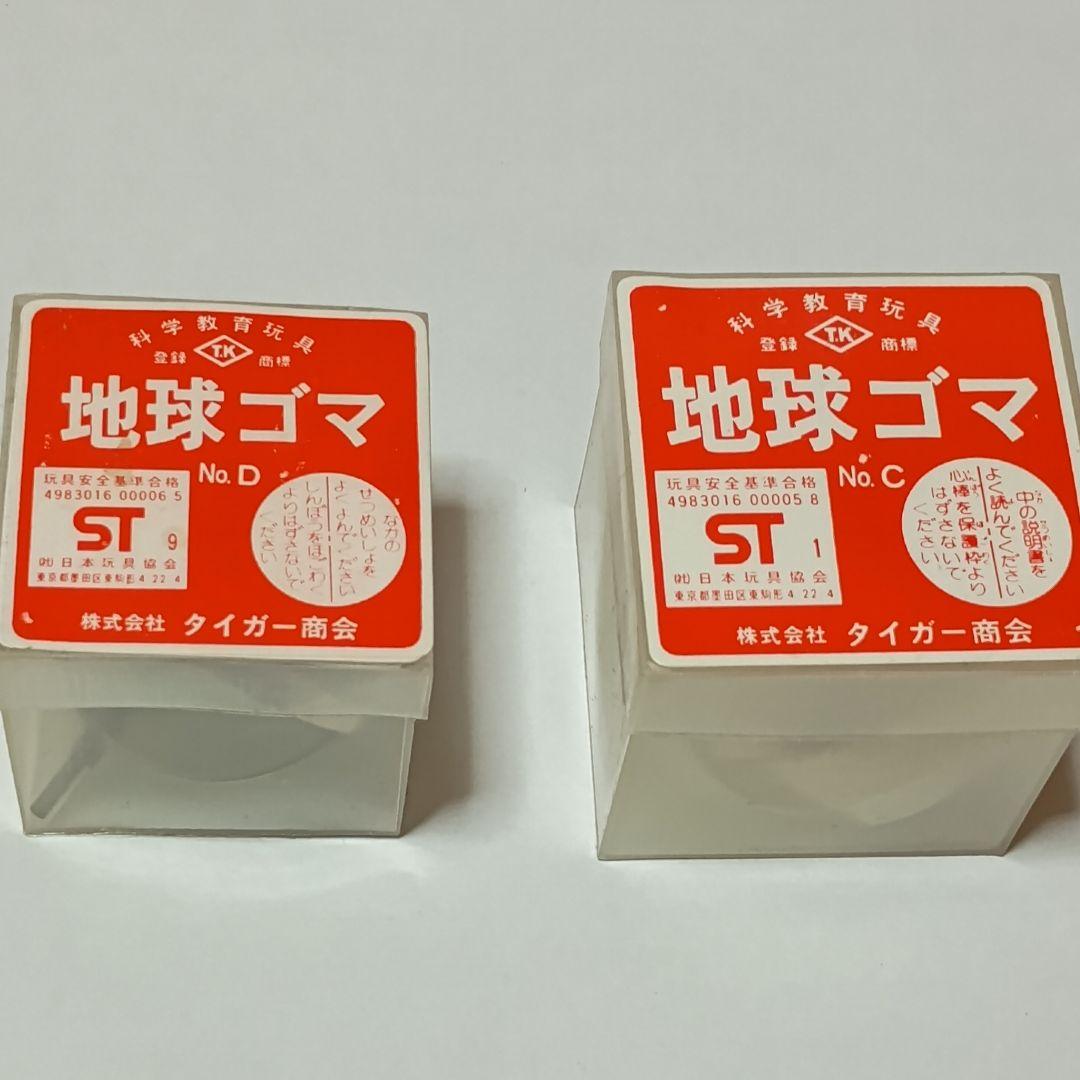 科学教育玩具
登録 T.K 商標
地球ゴマ
No. D
玩具安全基準合格
4983016 00006 5
ST 9
㈳日本玩具協会
東京都墨田区東駒形4 22 4
なかの
せつめいしょを
よくよんでください
しんぼうをほごわく
よりはずさないで
ください
株式会社 タイガー商会
科学教育玩具
登録 T.K 商標
地球ゴマ
No. C
玩具安全基準合格
4983016 00005 8
ST 1
㈳日本玩具協会
東京都墨田区東駒形4 22 4
中の説明書を
よく読んでください
心棒を保護枠より
はずさないで
ください
株式会社 タイガー商会